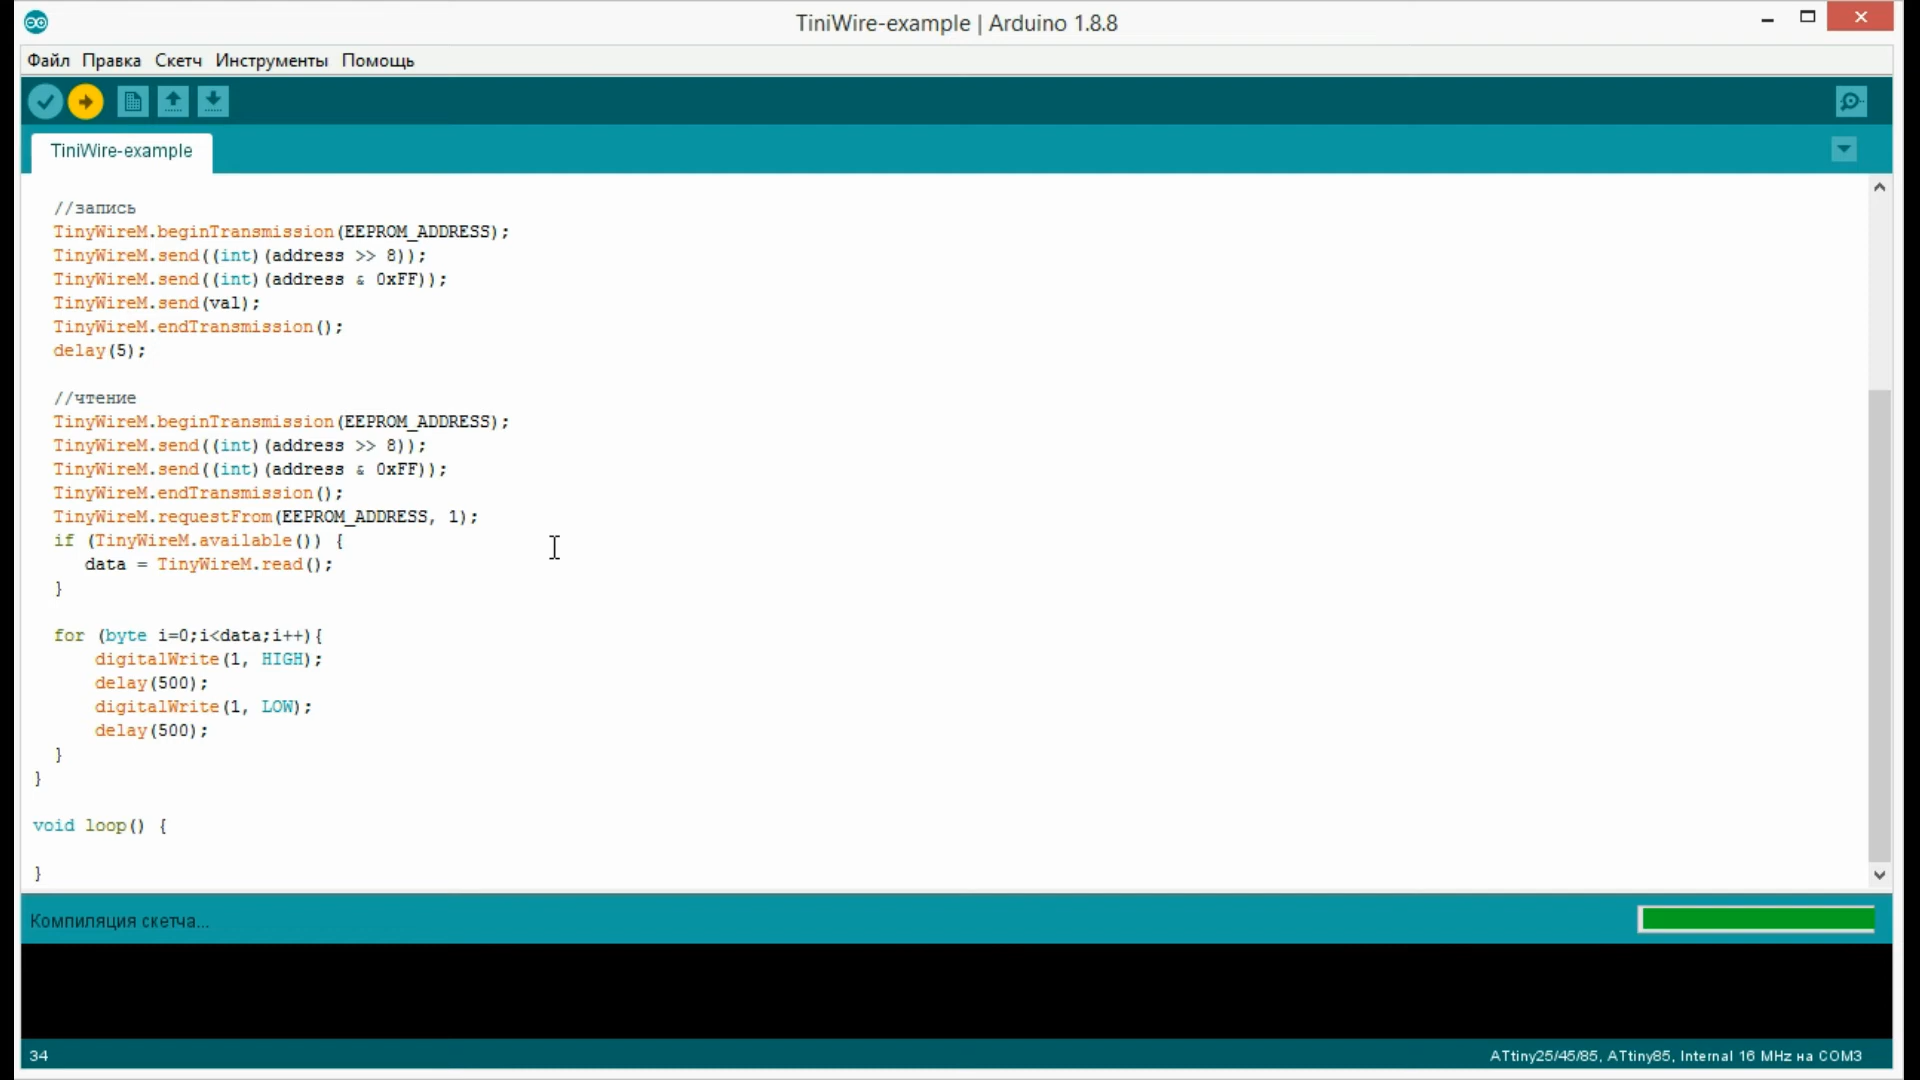 TiniWire-example | Arduino 1.8.8
Файл Правка Скетч Инструменты Помощь
TiniWire-example
//запись
TinyWireM.beginTransmission(EEPROM_ADDRESS);
TinyWireM.send((int)(address >> 8));
TinyWireM.send((int)(address & 0xFF));
TinyWireM.send(val);
TinyWireM.endTransmission();
delay(5);
//чтение
TinyWireM.beginTransmission(EEPROM_ADDRESS);
TinyWireM.send((int)(address >> 8));
TinyWireM.send((int)(address & 0xFF));
TinyWireM.endTransmission();
TinyWireM.requestFrom(EEPROM_ADDRESS, 1);
if (TinyWireM.available()) {
data = TinyWireM.read();
}
for (byte i=0;i<data;i++){
digitalWrite(1, HIGH);
delay(500);
digitalWrite(1, LOW);
delay(500);
}
}
void loop() {
}
Компиляция скетча...
34
ATtiny25/45/85, ATtiny85, Internal 16 MHz на COM3